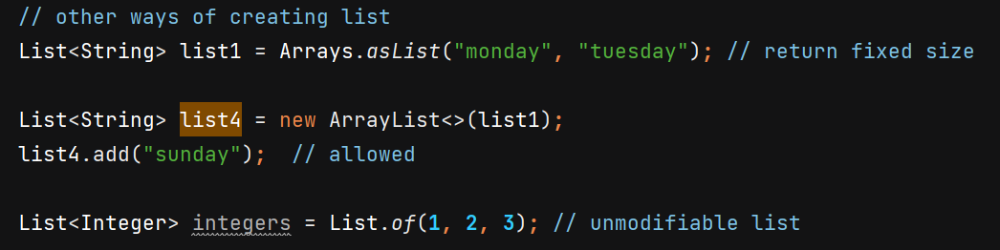 // other ways of creating list
List<String> list1 = Arrays.asList("monday", "tuesday"); // return fixed size
List<String> list4 = new ArrayList<>(list1);
list4.add("sunday");  // allowed
List<Integer> integers = List.of(1, 2, 3); // unmodifiable list